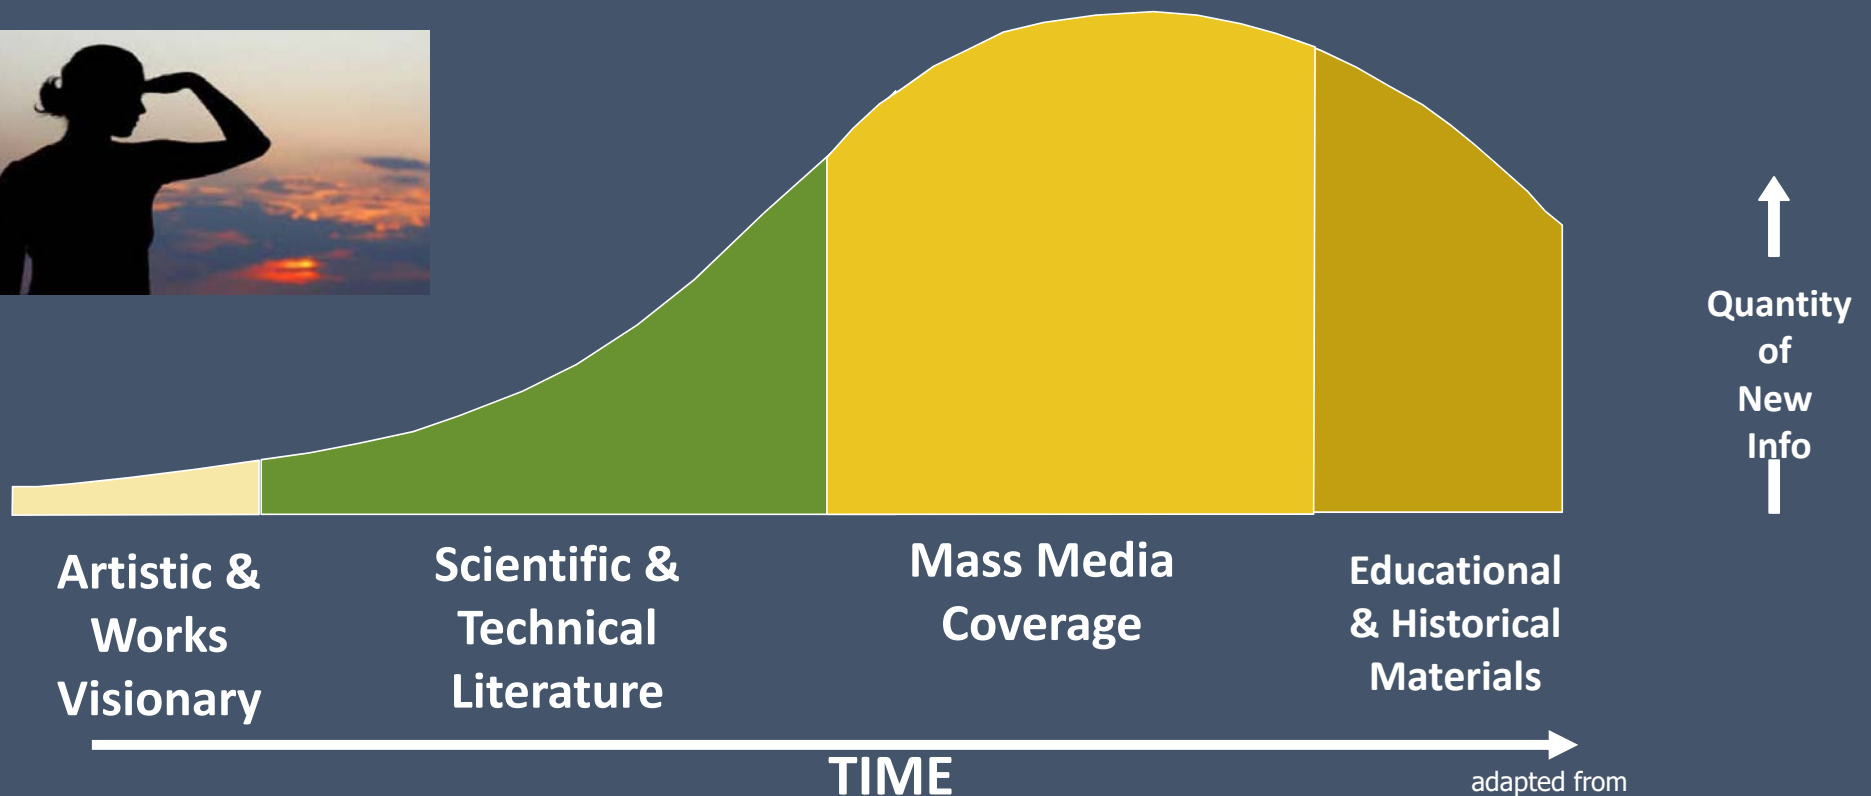 Artistic &
Works
Visionary
Scientific &
Technical
Literature
Mass Media
Coverage
Educational
& Historical
Materials
Quantity
of
New
Info
TIME
adapted from